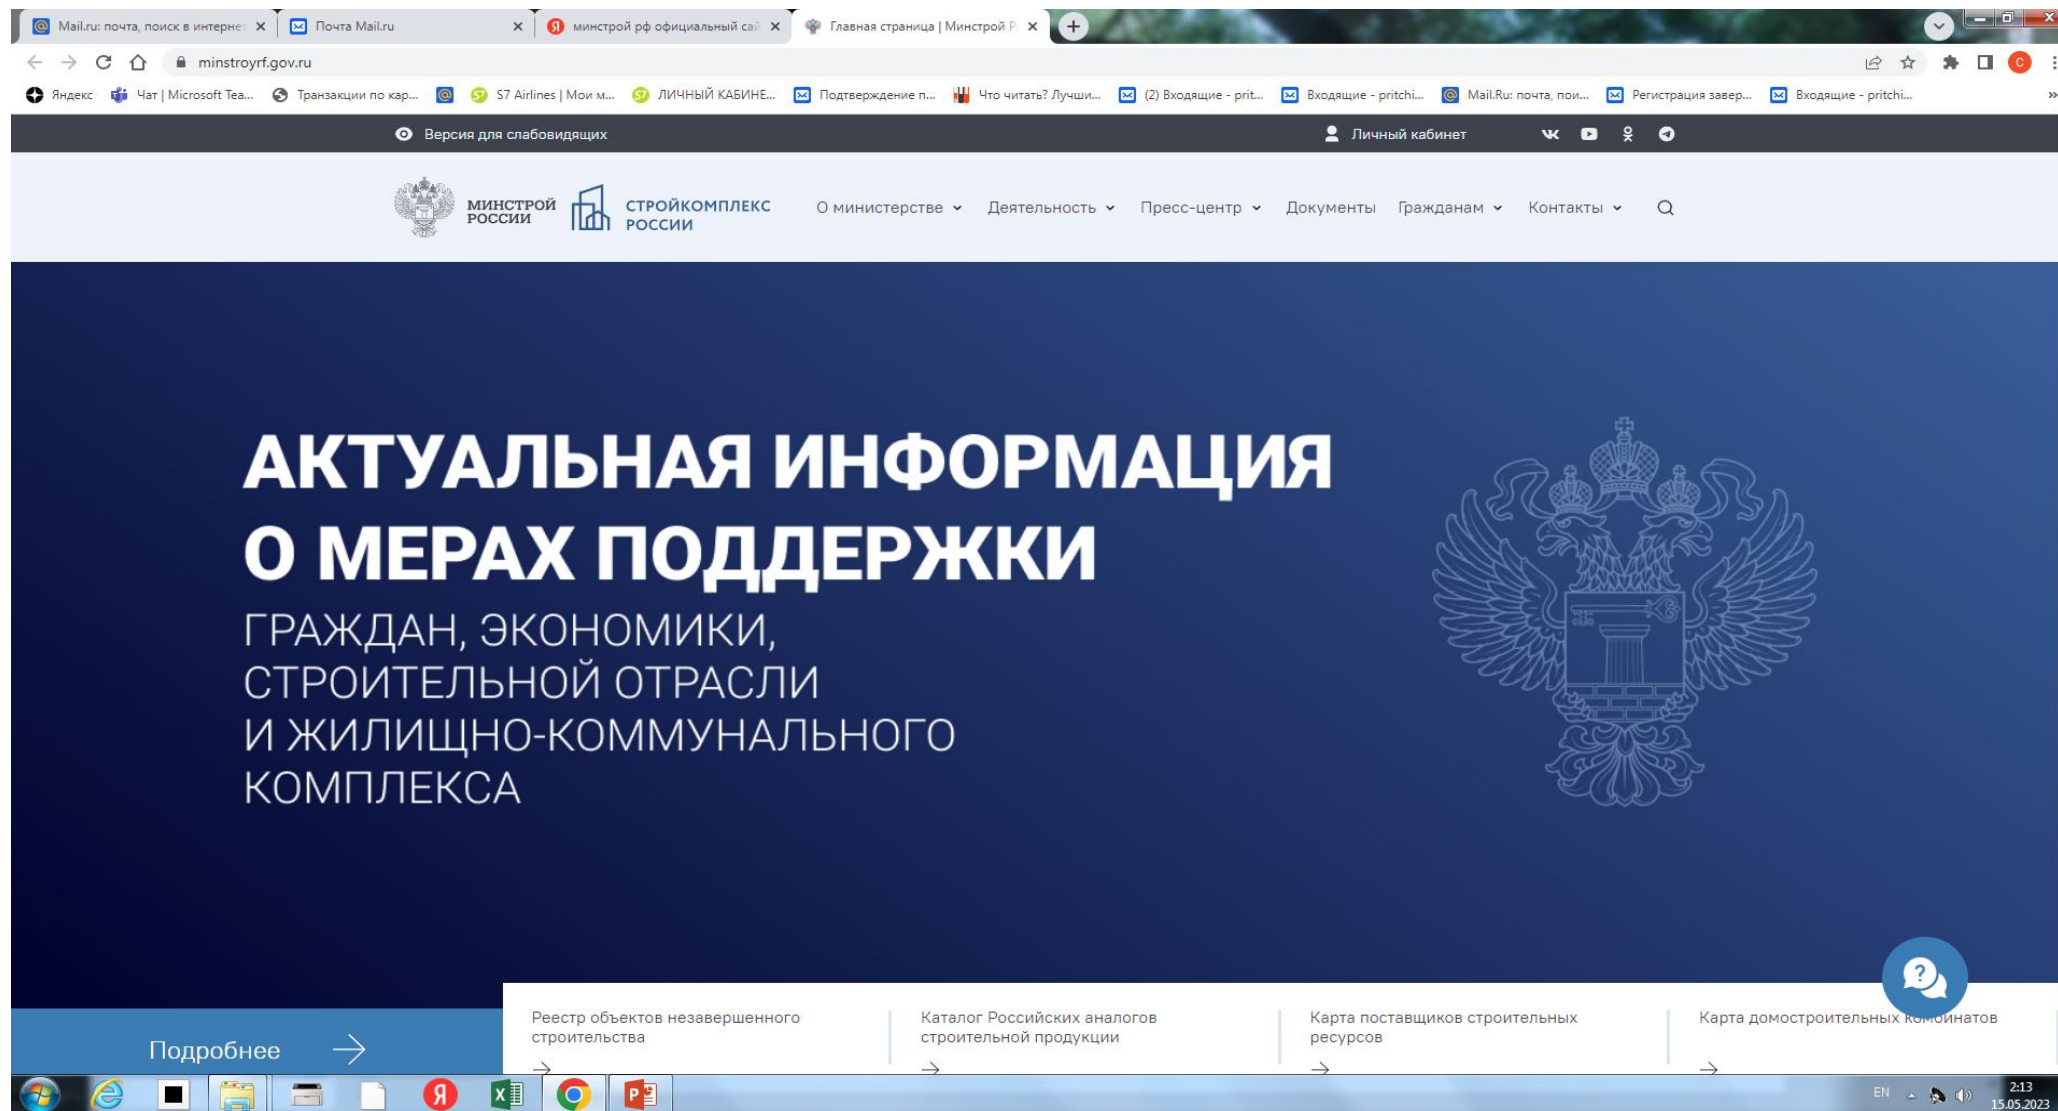 Mail.ru: почта, поиск в интернет
Почта Mail.ru
минстрой рф официальный сай
Главная страница | Минстрой Р
minstroyrf.gov.ru
Яндекс
Чат | Microsoft Tea...
Транзакции по кар...
S7 Airlines | Мои м...
ЛИЧНЫЙ КАБИНЕ...
Подтверждение п...
Что читать? Лучши...
(2) Входящие - prit...
Входящие - pritchi...
Mail.Ru: почта, пои...
Регистрация завер...
Входящие - pritchi...
Версия для слабовидящих
Личный кабинет
МИНСТРОЙ
РОССИИ
СТРОЙКОМПЛЕКС
РОССИИ
О министерстве
Деятельность
Пресс-центр
Документы
Гражданам
Контакты
АКТУАЛЬНАЯ ИНФОРМАЦИЯ
О МЕРАХ ПОДДЕРЖКИ
ГРАЖДАН, ЭКОНОМИКИ,
СТРОИТЕЛЬНОЙ ОТРАСЛИ
И ЖИЛИЩНО-КОММУНАЛЬНОГО
КОМПЛЕКСА
Подробнее
Реестр объектов незавершенного
строительства
Каталог Российских аналогов
строительной продукции
Карта поставщиков строительных
ресурсов
Карта домостроительных комбинатов
EN
2:13
15.05.2023